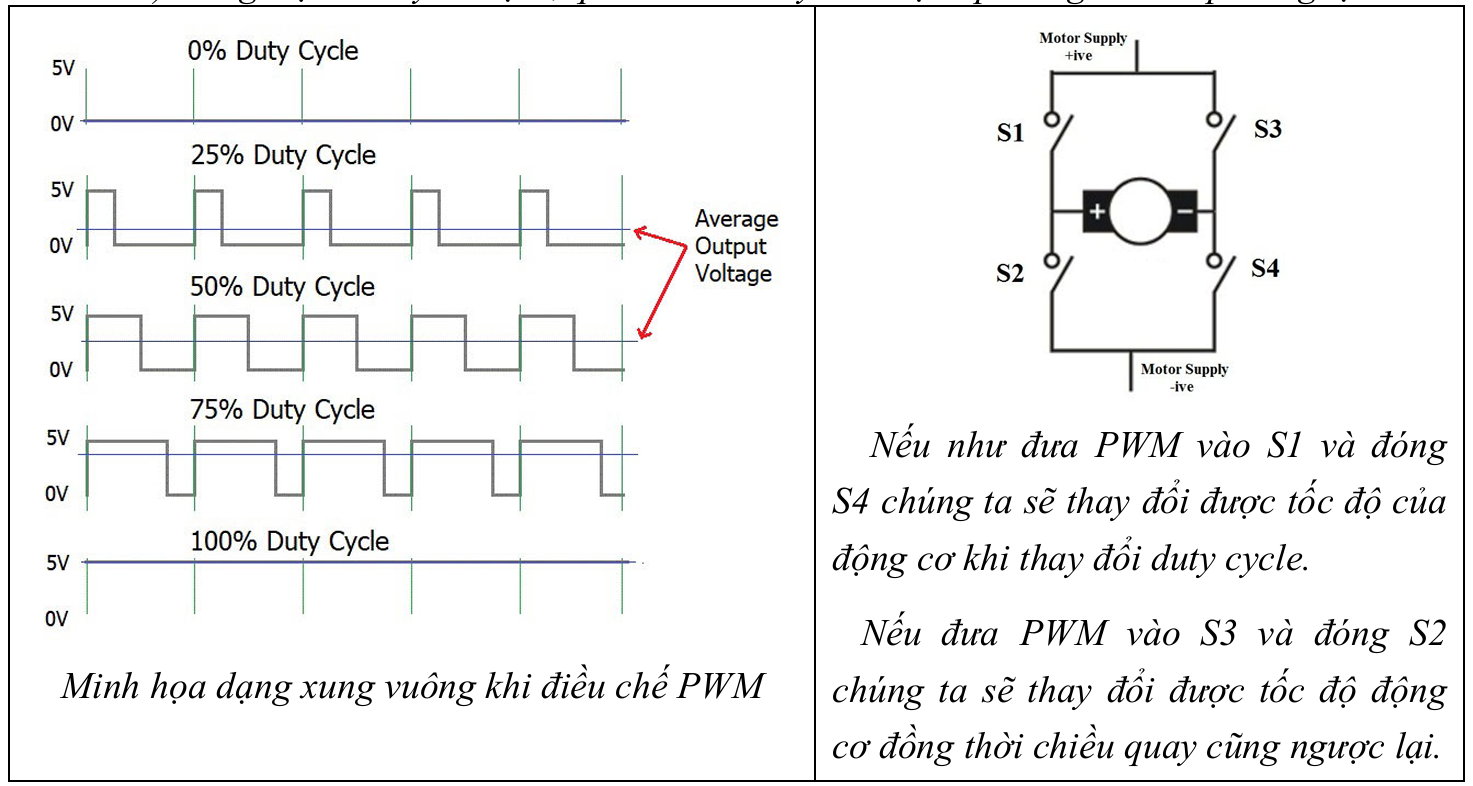 0% Duty Cycle
5V
0V
25% Duty Cycle
5V
0V
Average
Output
Voltage
50% Duty Cycle
5V
0V
75% Duty Cycle
5V
0V
100% Duty Cycle
5V
0V
Minh họa dạng xung vuông khi điều chế PWM
Motor Supply
+ive
S1
S3
+
-
S2
S4
Motor Supply
-ive
Nếu như đưa PWM vào S1 và đóng
S4 chúng ta sẽ thay đổi được tốc độ của
động cơ khi thay đổi duty cycle.
Nếu đưa PWM vào S3 và đóng S2
chúng ta sẽ thay đổi được tốc độ động
cơ đồng thời chiều quay cũng ngược lại.